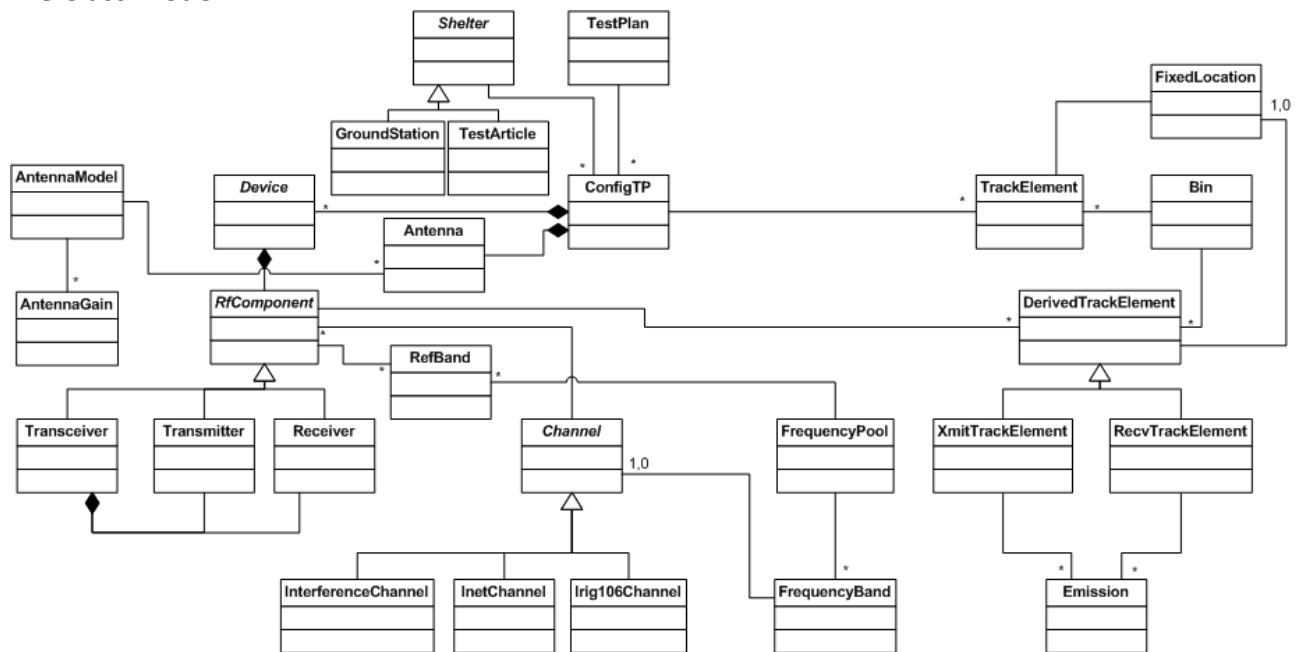 Shelter
TestPlan
FixedLocation
1,0
GroundStation
TestArticle
*
*
AntennaModel
Device
ConfigTP
TrackElement
Bin
*
*
*
Antenna
*
*
AntennaGain
RfComponent
DerivedTrackElement
*
*
*
RefBand
*
*
Transceiver
Transmitter
Receiver
Channel
FrequencyPool
XmitTrackElement
RecvTrackElement
1,0
*
*
*
InterferenceChannel
InetChannel
Irig106Channel
FrequencyBand
Emission